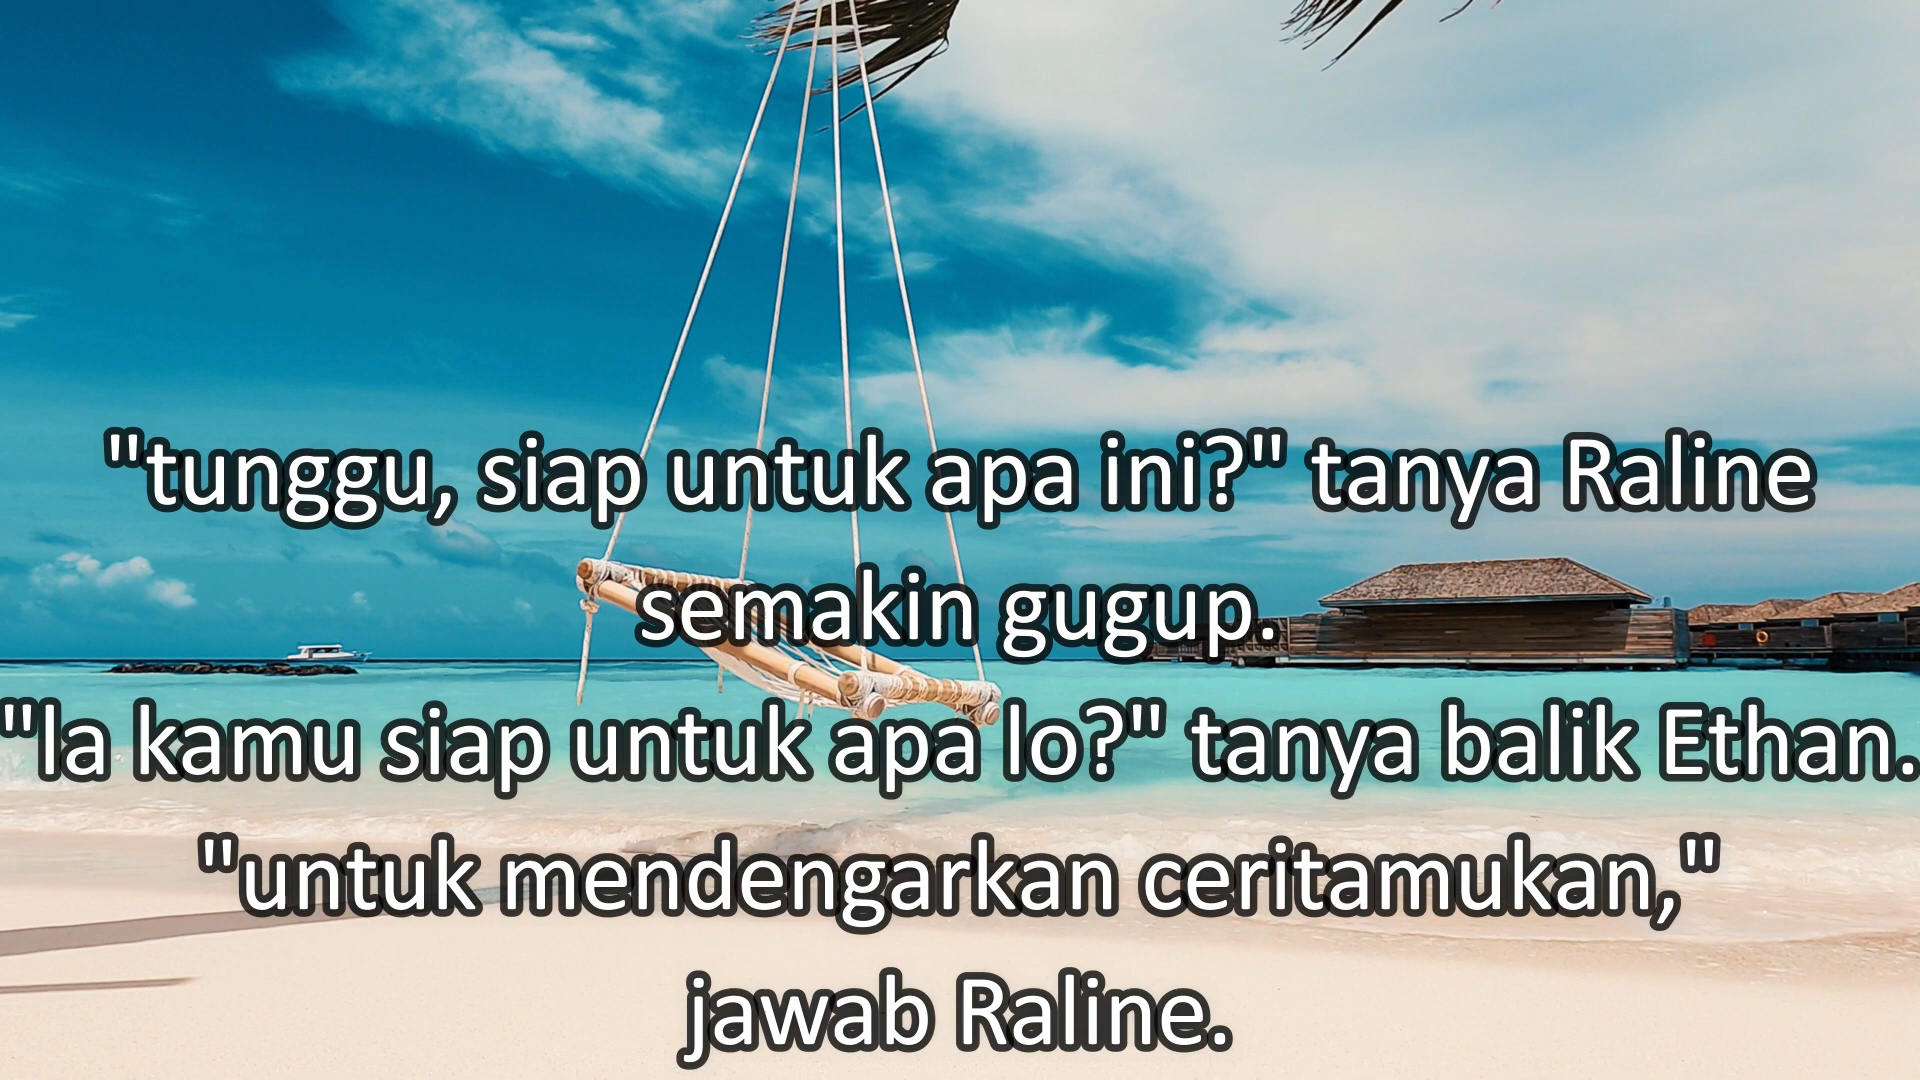 "tunggu, siap untuk apa ini?" tanya Raline
semakin gugup.
"la kamu siap untuk apa lo?" tanya balik Ethan.
"untuk mendengarkan ceritamukan,"
jawab Raline.